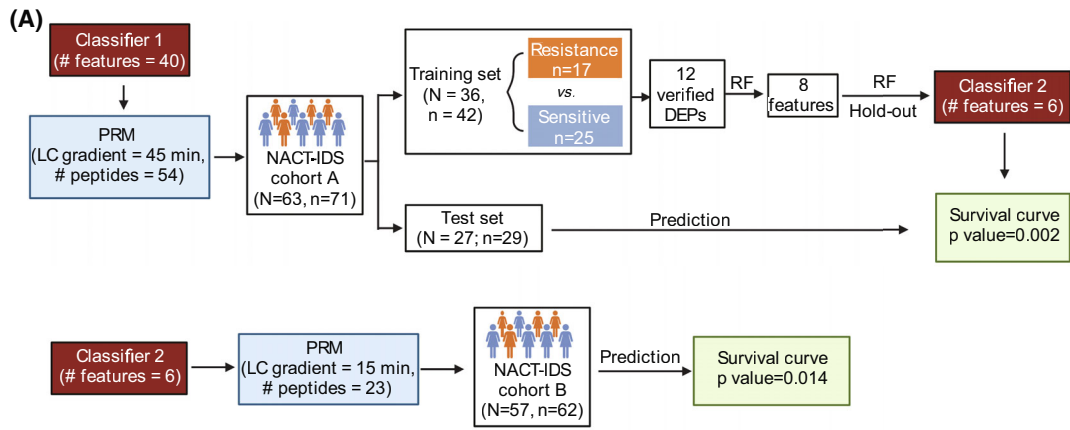 (A)
Classifier 1
(# features = 40)
PRM
(LC gradient = 45 min,
# peptides = 54)
NACT-IDS
cohort A
(N=63, n=71)
Training set
(N = 36,
n = 42)
Resistance
n=17
vs.
Sensitive
n=25
12
verified
DEPs
RF
8
features
RF
Hold-out
Classifier 2
(# features = 6)
Test set
(N = 27; n=29)
Prediction
Survival curve
p value=0.002
Classifier 2
(# features = 6)
PRM
(LC gradient = 15 min,
# peptides = 23)
NACT-IDS
cohort B
(N=57, n=62)
Prediction
Survival curve
p value=0.014